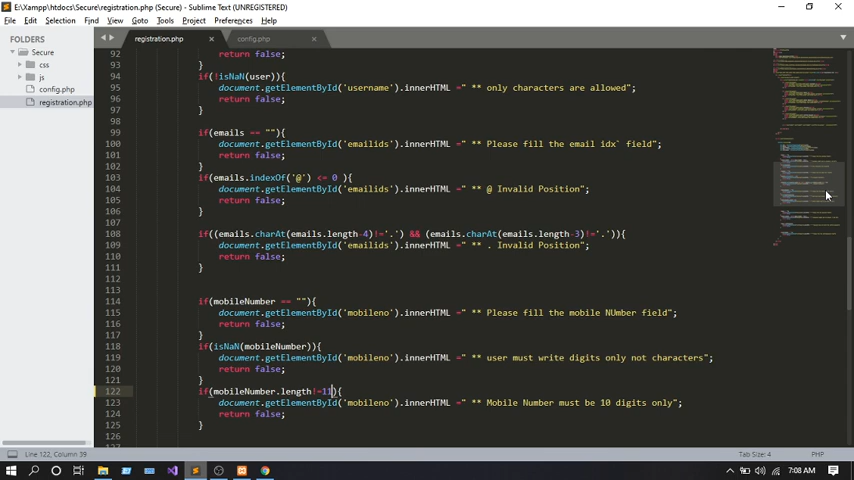 E:\Xampp\htdocs\Secure\registration.php (Secure) - Sublime Text (UNREGISTERED)
File Edit Selection Find View Goto Tools Project Preferences Help
FOLDERS
Secure
css
js
config.php
registration.php
registration.php config.php
92 return false;
93 }
94 if(!isNaN(user)){
95 document.getElementById('username').innerHTML =" ** only characters are allowed";
96 return false;
97 }
98
99 if(emails == ""){
100 document.getElementById('emailids').innerHTML =" ** Please fill the email idx` field";
101 return false;
102 }
103 if(emails.indexOf('@') <= 0 ){
104 document.getElementById('emailids').innerHTML =" ** @ Invalid Position";
105 return false;
106 }
107
108 if((emails.charAt(emails.length-4)!='.') && (emails.charAt(emails.length-3)!='.')){
109 document.getElementById('emailids').innerHTML =" ** . Invalid Position";
110 return false;
111 }
112
113
114 if(mobileNumber == ""){
115 document.getElementById('mobileno').innerHTML =" ** Please fill the mobile NUmber field";
116 return false;
117 }
118 if(isNaN(mobileNumber)){
119 document.getElementById('mobileno').innerHTML =" ** user must write digits only not characters";
120 return false;
121 }
122 if(mobileNumber.length!=11){
123 document.getElementById('mobileno').innerHTML =" ** Mobile Number must be 10 digits only";
124 return false;
125 }
126
Line 122, Column 39 Tab Size: 4 PHP
7:08 AM